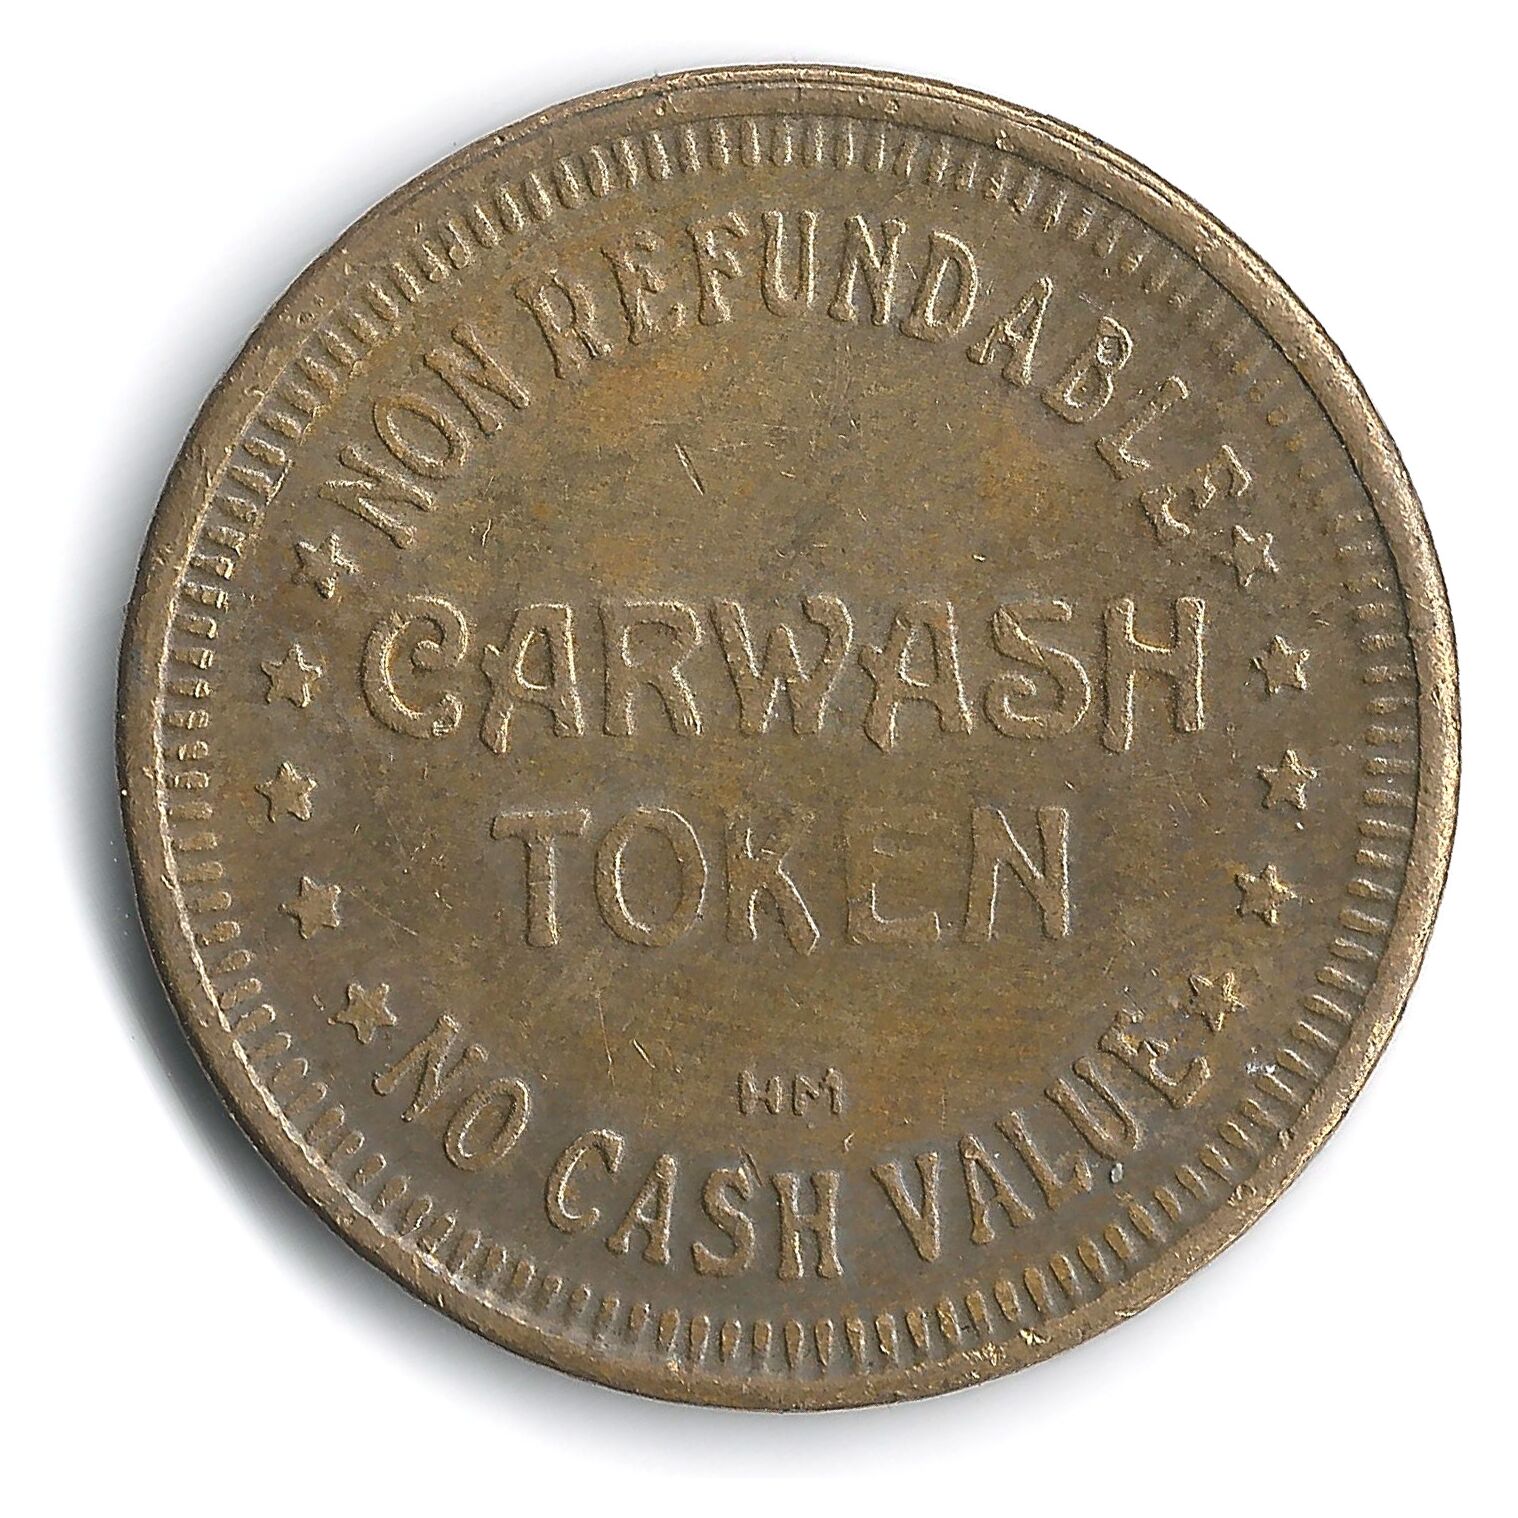 NON REFUNDABLE
CARWASH
TOKEN
HM
NO CASH VALUE